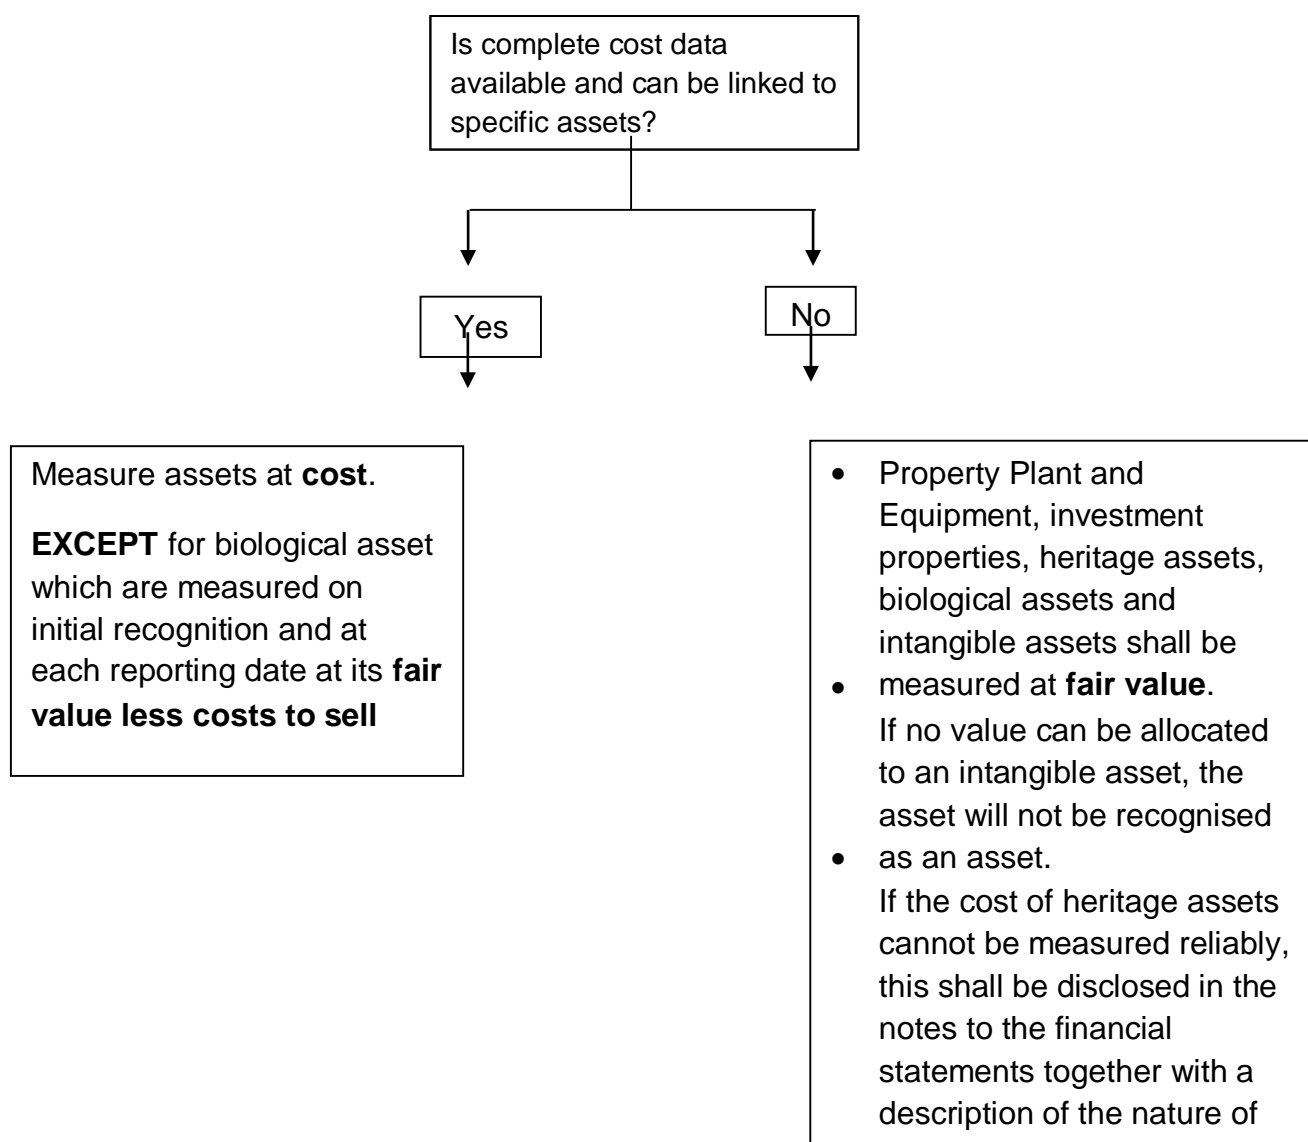 Is complete cost data
available and can be linked to
specific assets?
Yes
No
Measure assets at cost.
EXCEPT for biological asset
which are measured on
initial recognition and at
each reporting date at its fair
value less costs to sell
• Property Plant and
Equipment, investment
properties, heritage assets,
biological assets and
intangible assets shall be
• measured at fair value.
If no value can be allocated
to an intangible asset, the
asset will not be recognised
• as an asset.
If the cost of heritage assets
cannot be measured reliably,
this shall be disclosed in the
notes to the financial
statements together with a
description of the nature of